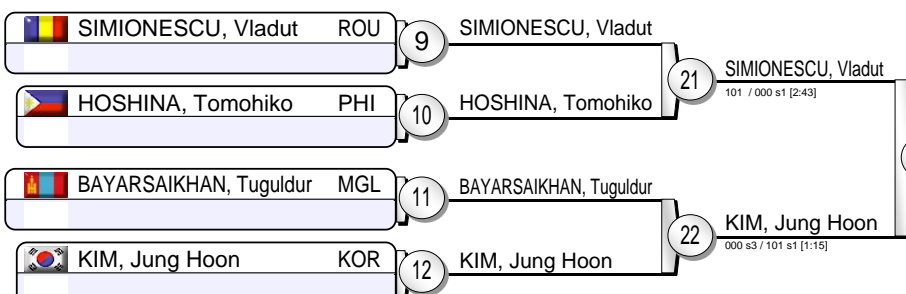 SIMIONESCU, Vladut ROU 9 SIMIONESCU, Vladut
21 SIMIONESCU, Vladut
101 / 000 s1 [2:43]
HOSHINA, Tomohiko PHI 10 HOSHINA, Tomohiko
BAYARSAIKHAN, Tuguldur MGL 11 BAYARSAIKHAN, Tuguldur
22 KIM, Jung Hoon
000 s3 / 101 s1 [1:15]
KIM, Jung Hoon KOR 12 KIM, Jung Hoon